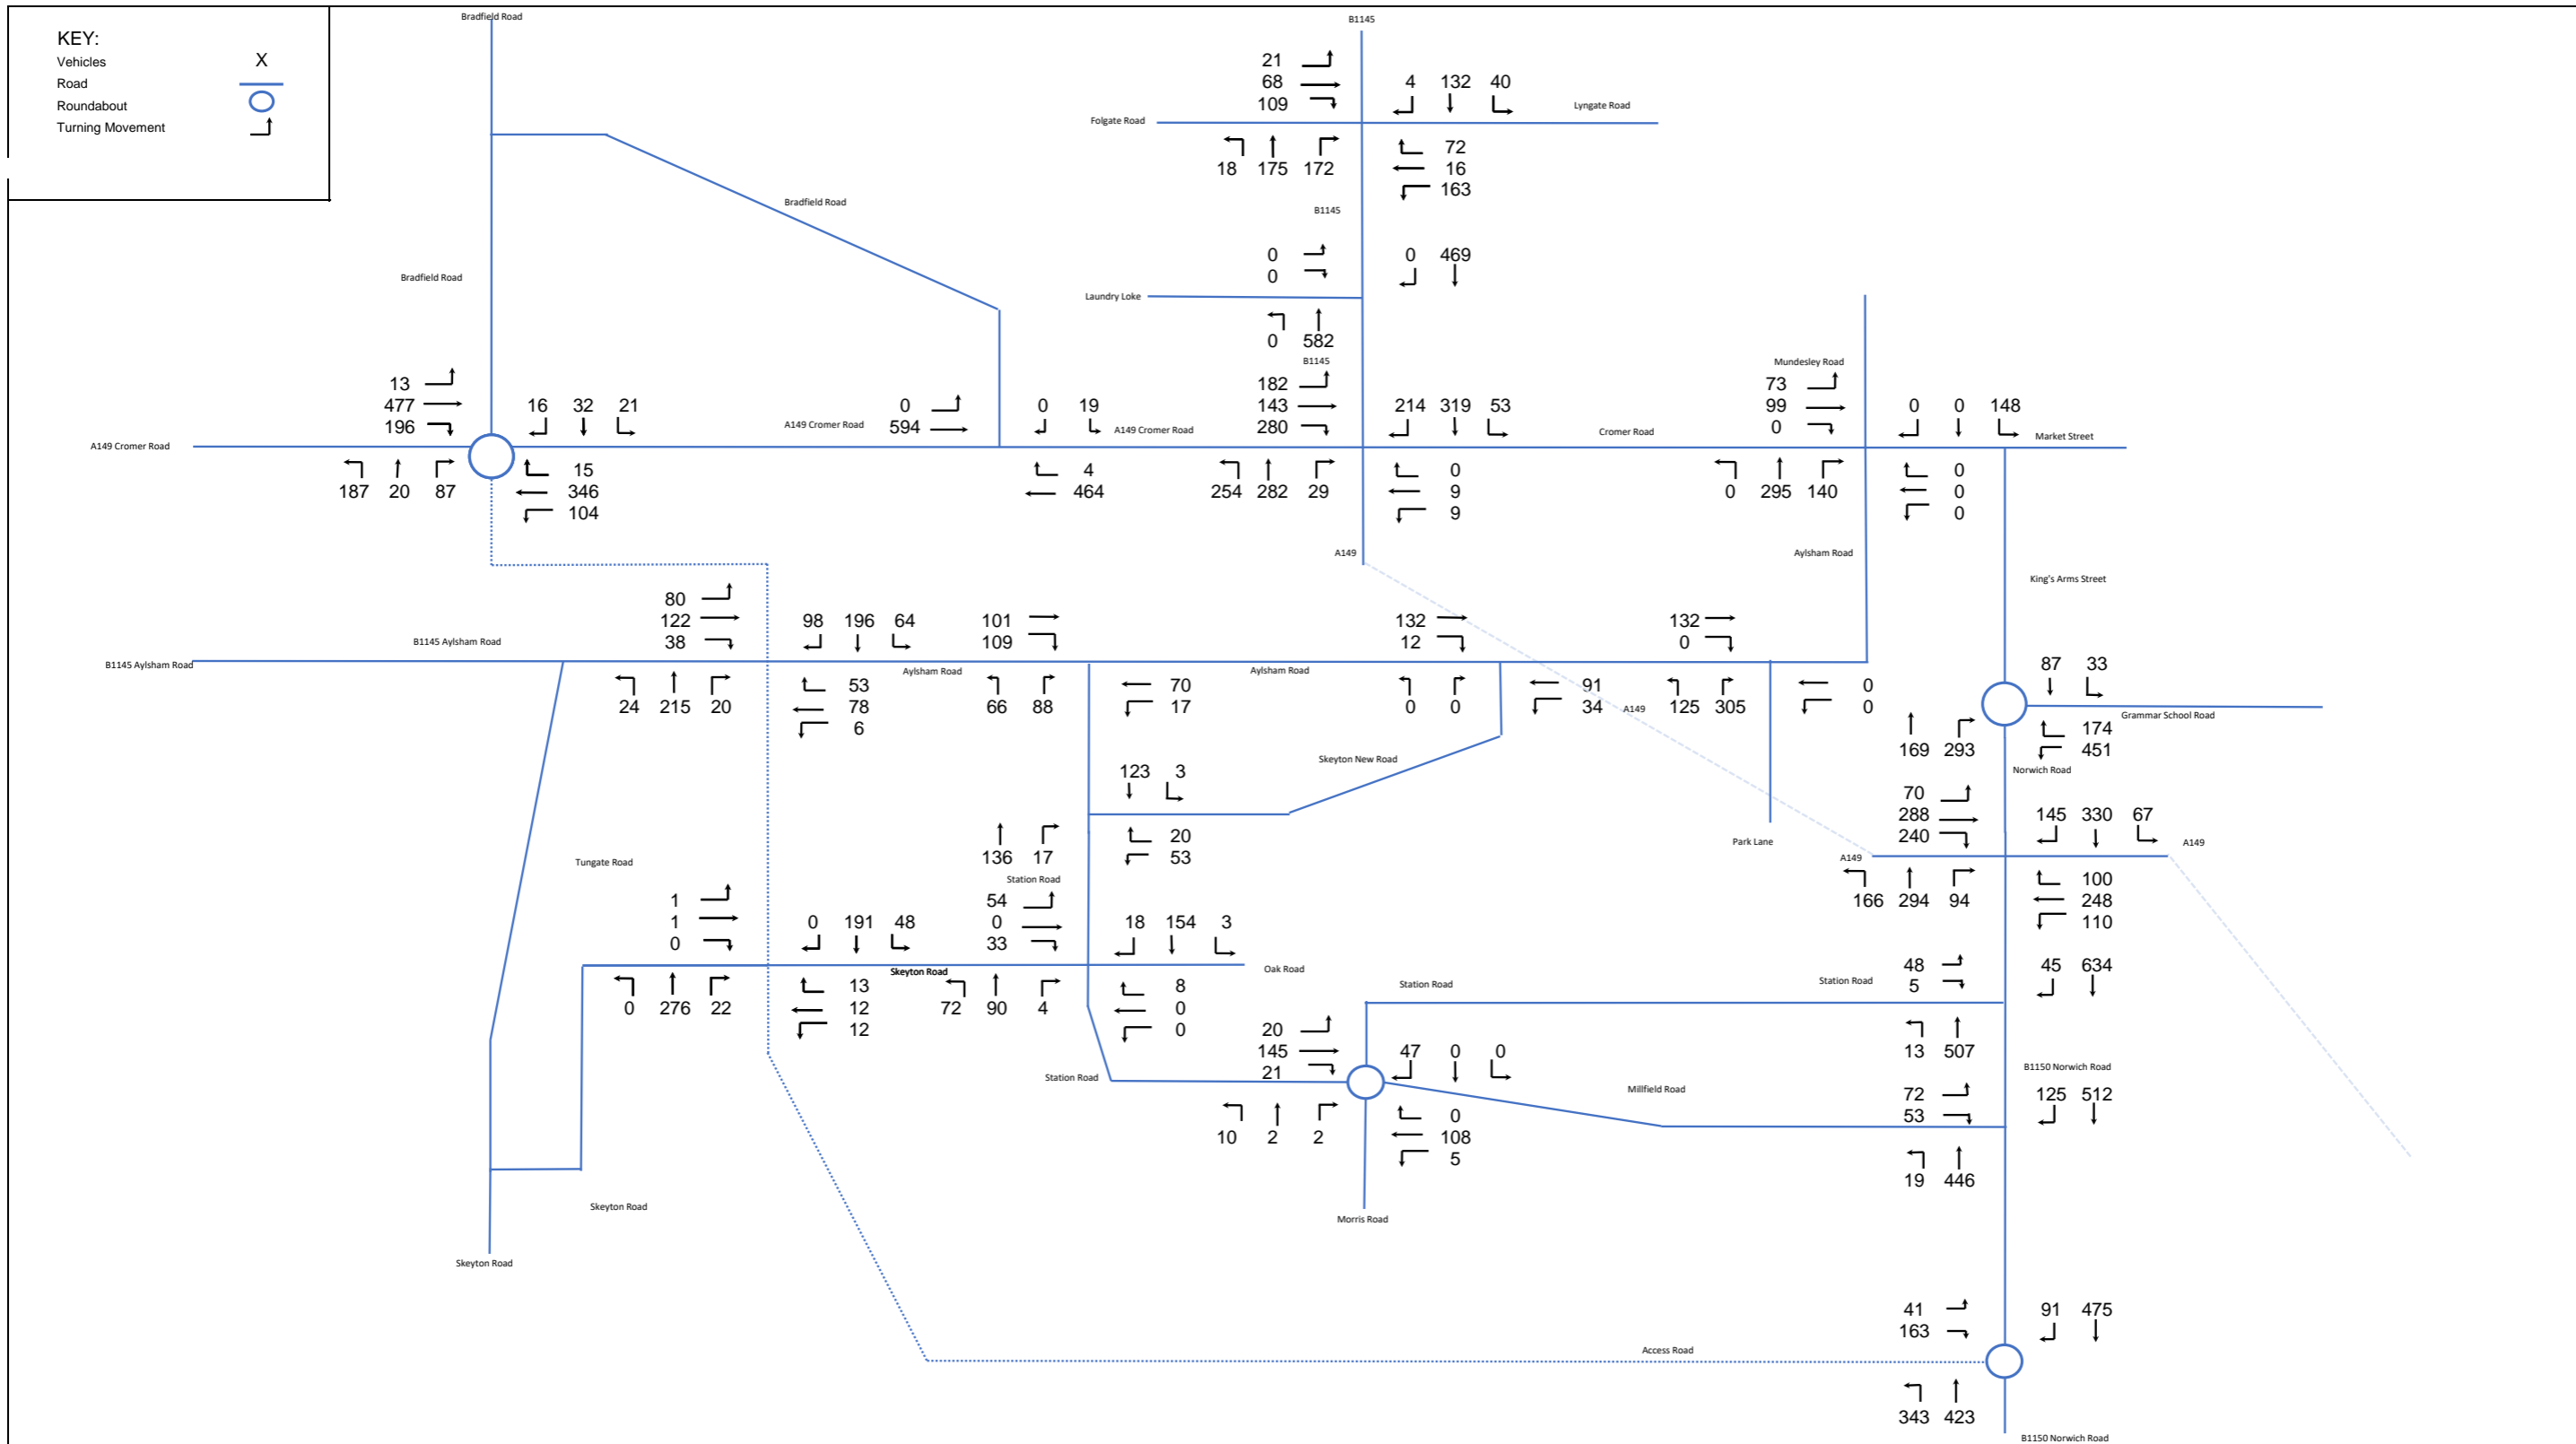 Bradfield Road
B1145
KEY:
Vehicles X
Road
Roundabout
Turning Movement
21
68
109
4 132 40
Lyngate Road
Folgate Road
18 175 172
72
16
163
Bradfield Road
B1145
0
0
0 469
Bradfield Road
Laundry Loke
0 582
B1145
Mundesley Road
13
477
196
16 32 21
A149 Cromer Road
0
594
0 19
A149 Cromer Road
182
143
280
214 319 53
Cromer Road
73
99
0
0 0 148
Market Street
A149 Cromer Road
187 20 87
15
346
104
4
464
254 282 29
0
9
9
0 295 140
0
0
0
A149
Aylsham Road
King's Arms Street
80
122
38
98 196 64
101
109
132
12
132
0
B1145 Aylsham Road
B1145 Aylsham Road
Aylsham Road
Aylsham Road
87 33
24 215 20
53
78
6
66 88
70
17
0 0
91
34
A149
125 305
0
0
Grammar School Road
169 293
174
451
Norwich Road
Skeyton New Road
123 3
70
288
240
145 330 67
A149
136 17
20
53
Park Lane
A149
Tungate Road
Station Road
166 294 94
100
248
110
1
1
0
0 191 48
54
0
33
18 154 3
Skeyton Road
Oak Road
0 276 22
13
12
12
72 90 4
8
0
0
Station Road
Station Road
48
5
45 634
13 507
20
145
21
47 0 0
B1150 Norwich Road
Station Road
Millfield Road
72
53
125 512
10 2 2
0
108
5
19 446
Skeyton Road
Morris Road
Skeyton Road
41
163
91 475
Access Road
343 423
B1150 Norwich Road